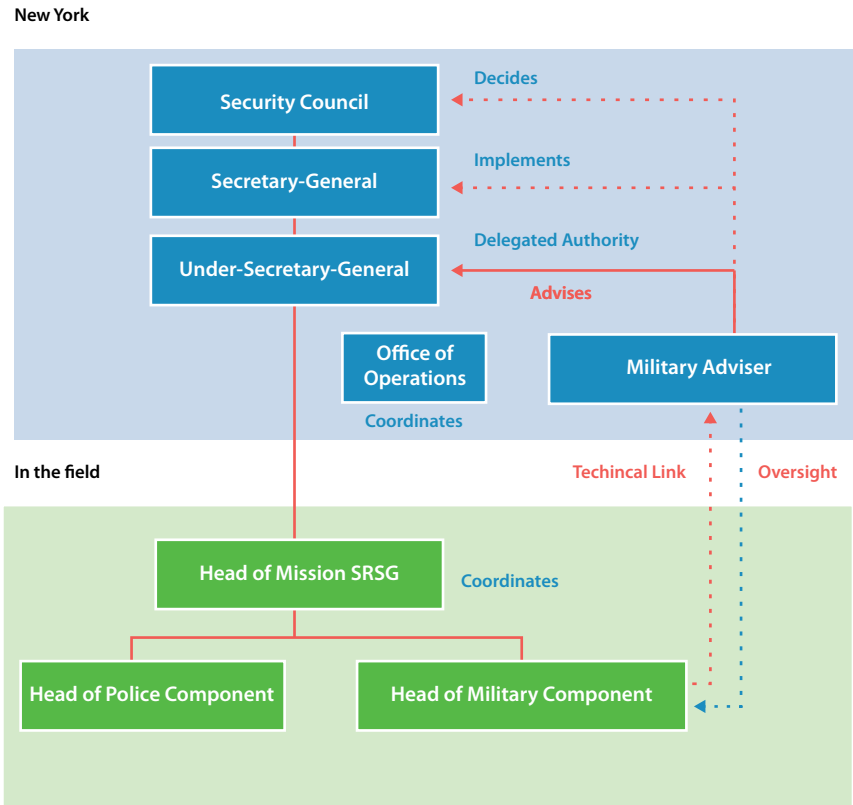 New York
Security Council
Decides
Secretary-General
Implements
Under-Secretary-General
Delegated Authority
Advises
Office of
Operations
Military Adviser
Coordinates
In the field
Techincal Link
Oversight
Head of Mission SRSG
Coordinates
Head of Police Component
Head of Military Component